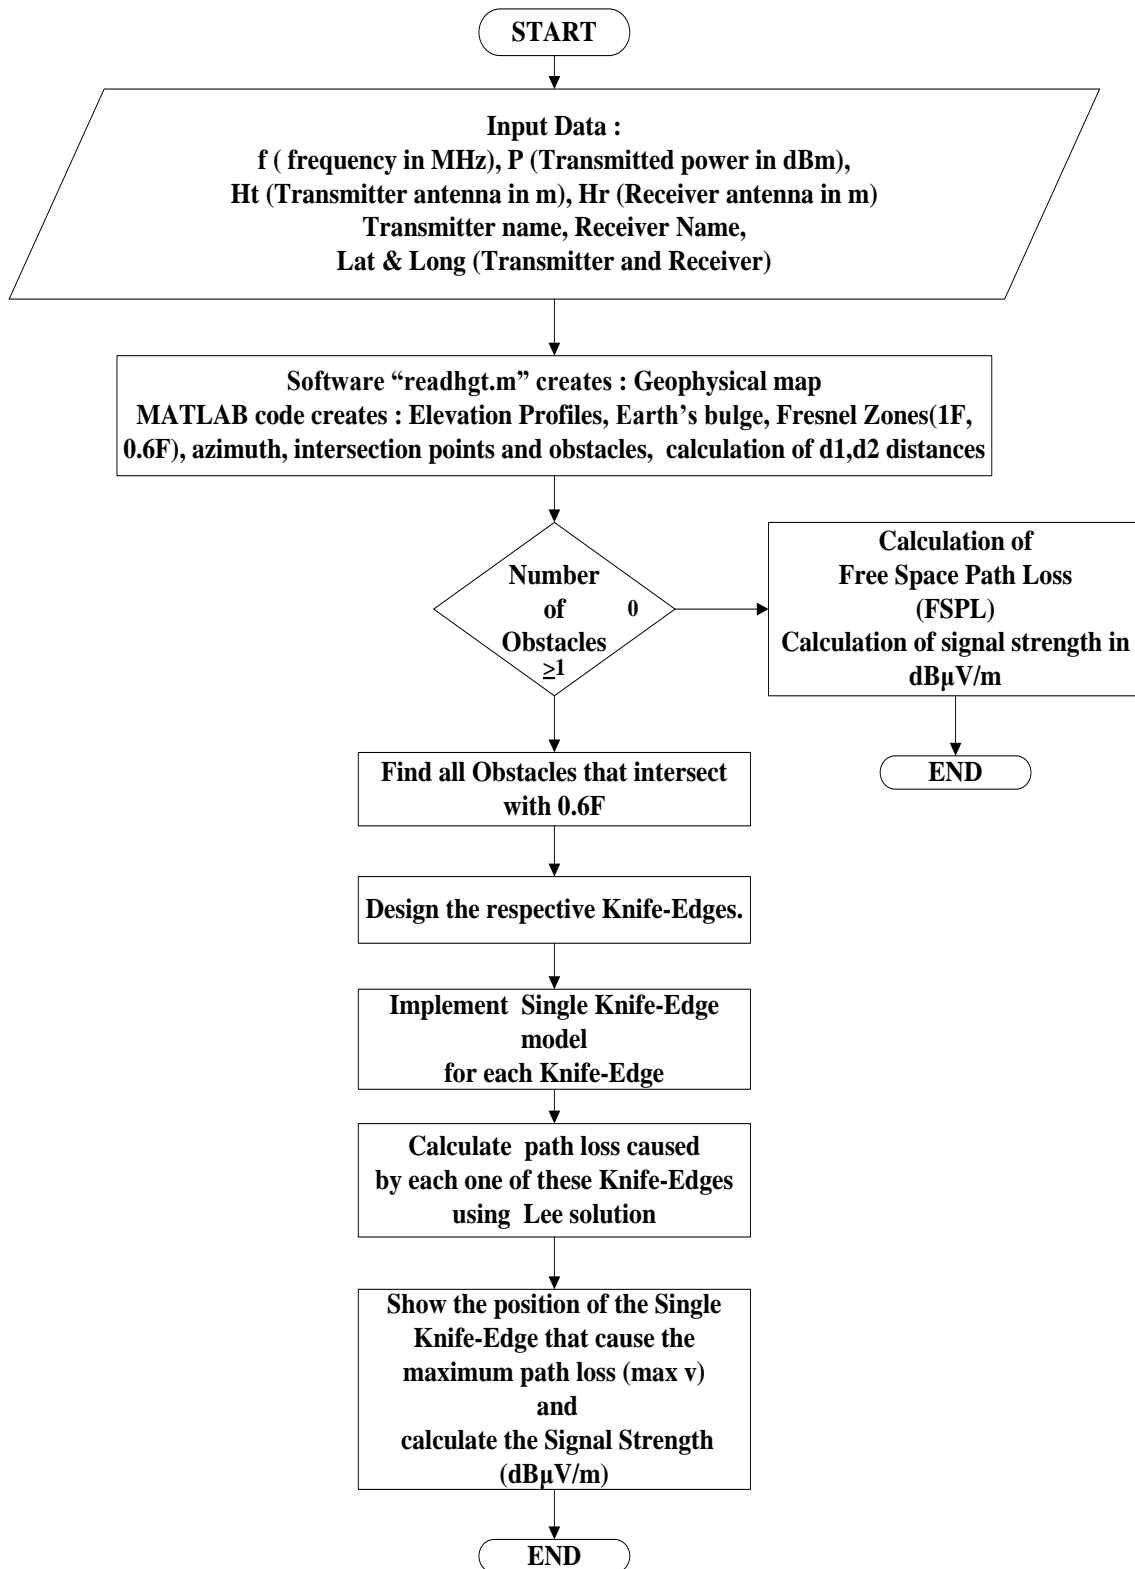 START
Input Data :
f ( frequency in MHz), P (Transmitted power in dBm),
Ht (Transmitter antenna in m), Hr (Receiver antenna in m)
Transmitter name, Receiver Name,
Lat & Long (Transmitter and Receiver)
Software “readhgt.m” creates : Geophysical map
MATLAB code creates : Elevation Profiles, Earth’s bulge, Fresnel Zones(1F,
0.6F), azimuth, intersection points and obstacles, calculation of d1,d2 distances
Number
of
Obstacles
≥1
0
Calculation of
Free Space Path Loss
(FSPL)
Calculation of signal strength in
dBμV/m
END
Find all Obstacles that intersect
with 0.6F
Design the respective Knife-Edges.
Implement Single Knife-Edge
model
for each Knife-Edge
Calculate path loss caused
by each one of these Knife-Edges
using Lee solution
Show the position of the Single
Knife-Edge that cause the
maximum path loss (max v)
and
calculate the Signal Strength
(dBμV/m)
END